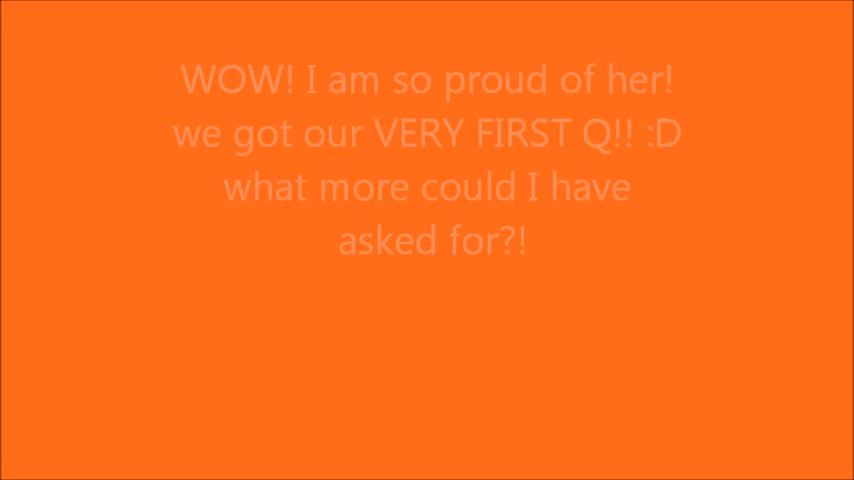 WOW! I am so proud of her!
we got our VERY FIRST Q!! :D
what more could I have
asked for?!